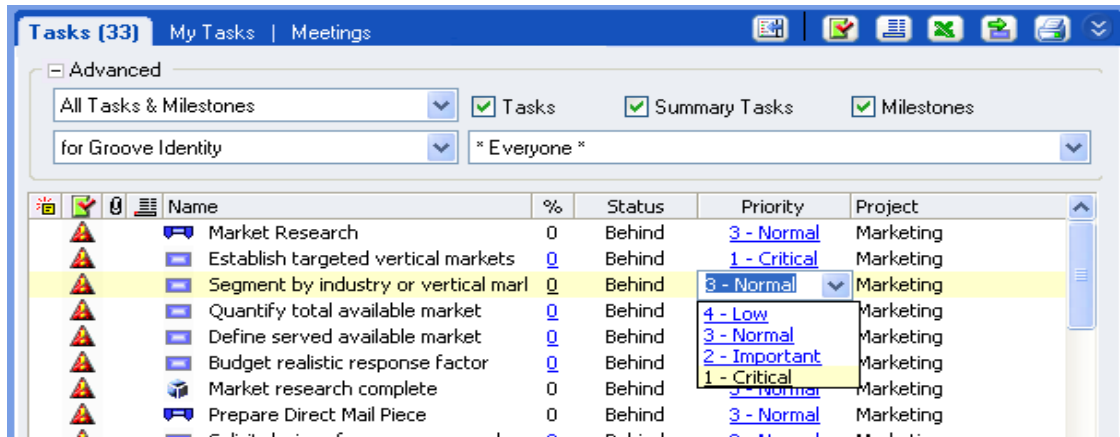 Tasks (33) My Tasks | Meetings
Advanced
All Tasks & Milestones Tasks Summary Tasks Milestones
for Groove Identity * Everyone *
Name % Status Priority Project
Market Research 0 Behind 3 - Normal Marketing
Establish targeted vertical markets 0 Behind 1 - Critical Marketing
Segment by industry or vertical marl 0 Behind 3 - Normal Marketing
Quantify total available market 0 Behind 4 - Low Marketing
Define served available market 0 Behind 3 - Normal Marketing
Budget realistic response factor 0 Behind 2 - Important Marketing
Market research complete 0 Behind 1 - Critical Marketing
Prepare Direct Mail Piece 0 Behind 3 - Normal Marketing